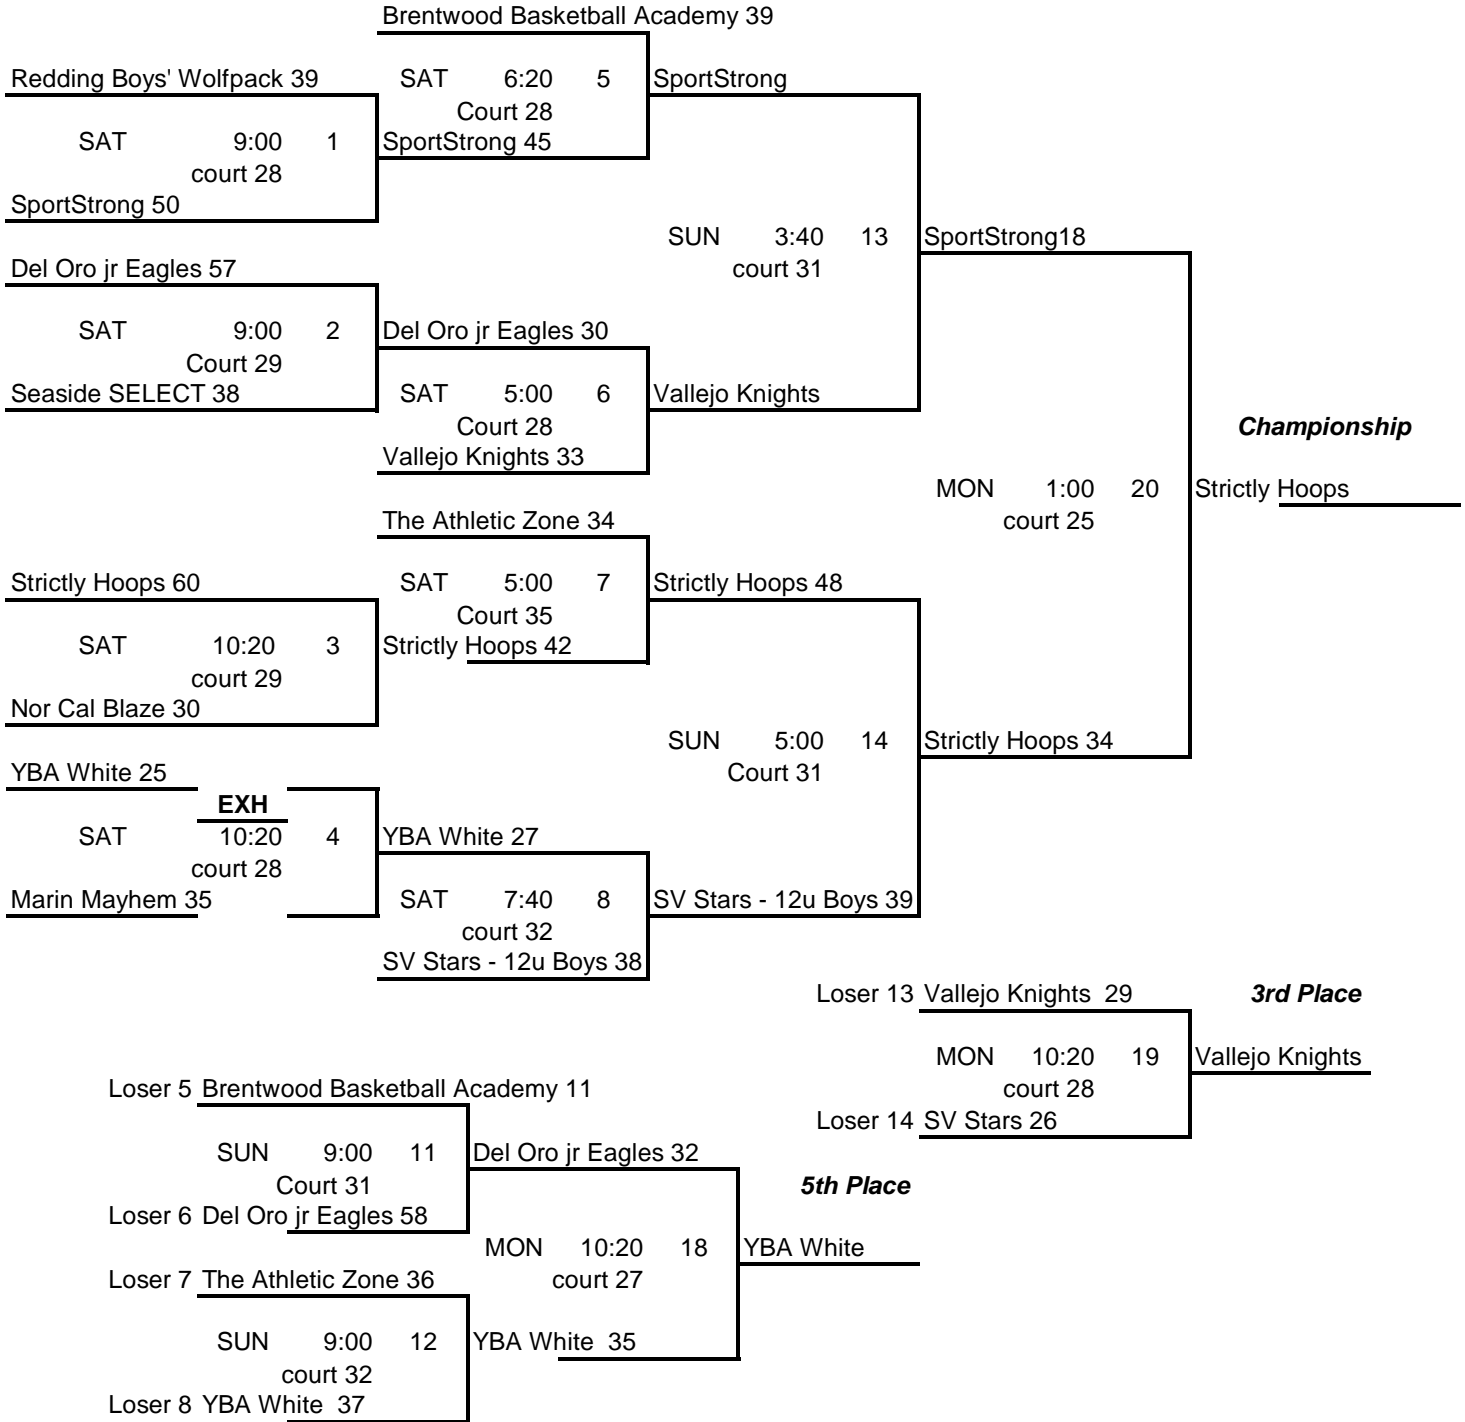 Brentwood Basketball Academy 39
Redding Boys' Wolfpack 39 SAT 6:20 5 SportStrong
Court 28
SAT 9:00 1 SportStrong 45
court 28
SportStrong 50
SUN 3:40 13 SportStrong18
Del Oro jr Eagles 57 court 31
SAT 9:00 2 Del Oro jr Eagles 30
Court 29
Seaside SELECT 38 SAT 5:00 6 Vallejo Knights
Court 28 Championship
Vallejo Knights 33
MON 1:00 20 Strictly Hoops
The Athletic Zone 34 court 25
Strictly Hoops 60 SAT 5:00 7 Strictly Hoops 48
Court 35
SAT 10:20 3 Strictly Hoops 42
court 29
Nor Cal Blaze 30
SUN 5:00 14 Strictly Hoops 34
YBA White 25 Court 31
EXH
SAT 10:20 4 YBA White 27
court 28
Marin Mayhem 35 SAT 7:40 8 SV Stars - 12u Boys 39
court 32
SV Stars - 12u Boys 38
Loser 13 Vallejo Knights 29 3rd Place
MON 10:20 19 Vallejo Knights
Loser 5 Brentwood Basketball Academy 11 court 28
Loser 14 SV Stars 26
SUN 9:00 11 Del Oro jr Eagles 32
Court 31 5th Place
Loser 6 Del Oro jr Eagles 58
MON 10:20 18 YBA White
Loser 7 The Athletic Zone 36 court 27
SUN 9:00 12 YBA White 35
court 32
Loser 8 YBA White 37